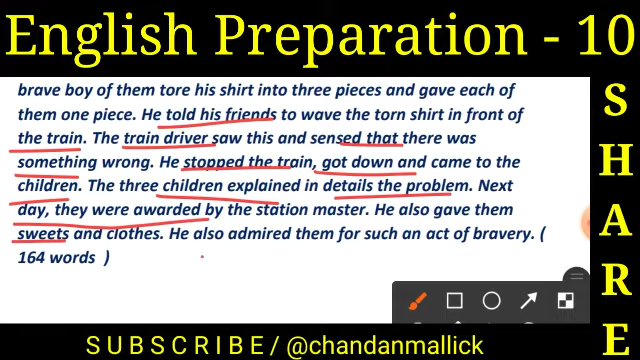 English Preparation - 10
brave boy of them tore his shirt into three pieces and gave each of
them one piece. He told his friends to wave the torn shirt in front of
the train. The train driver saw this and sensed that there was
something wrong. He stopped the train, got down and came to the
children. The three children explained in details the problem. Next
day, they were awarded by the station master. He also gave them
sweets and clothes. He also admired them for such an act of bravery. (
164 words )
SHARE
SUBSCRIBE/ @chandanmallick